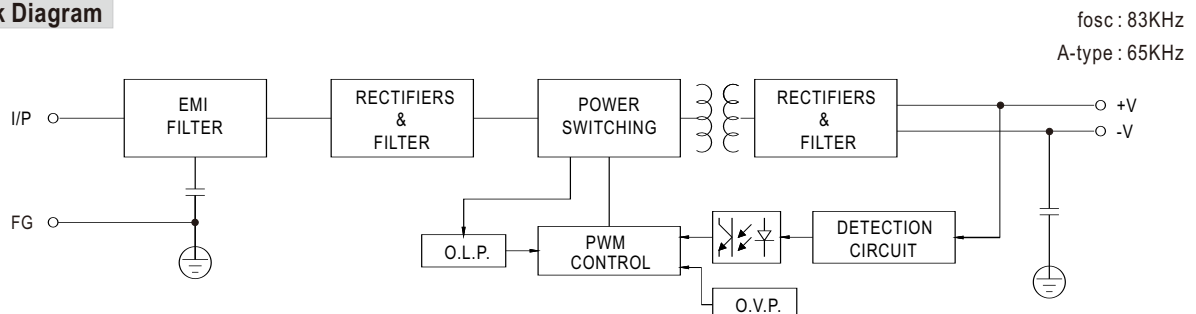 Diagram
fosc : 83KHz
A-type : 65KHz
I/P
EMI
FILTER
RECTIFIERS
&
FILTER
POWER
SWITCHING
RECTIFIERS
&
FILTER
+V
-V
FG
O.L.P.
PWM
CONTROL
DETECTION
CIRCUIT
O.V.P.